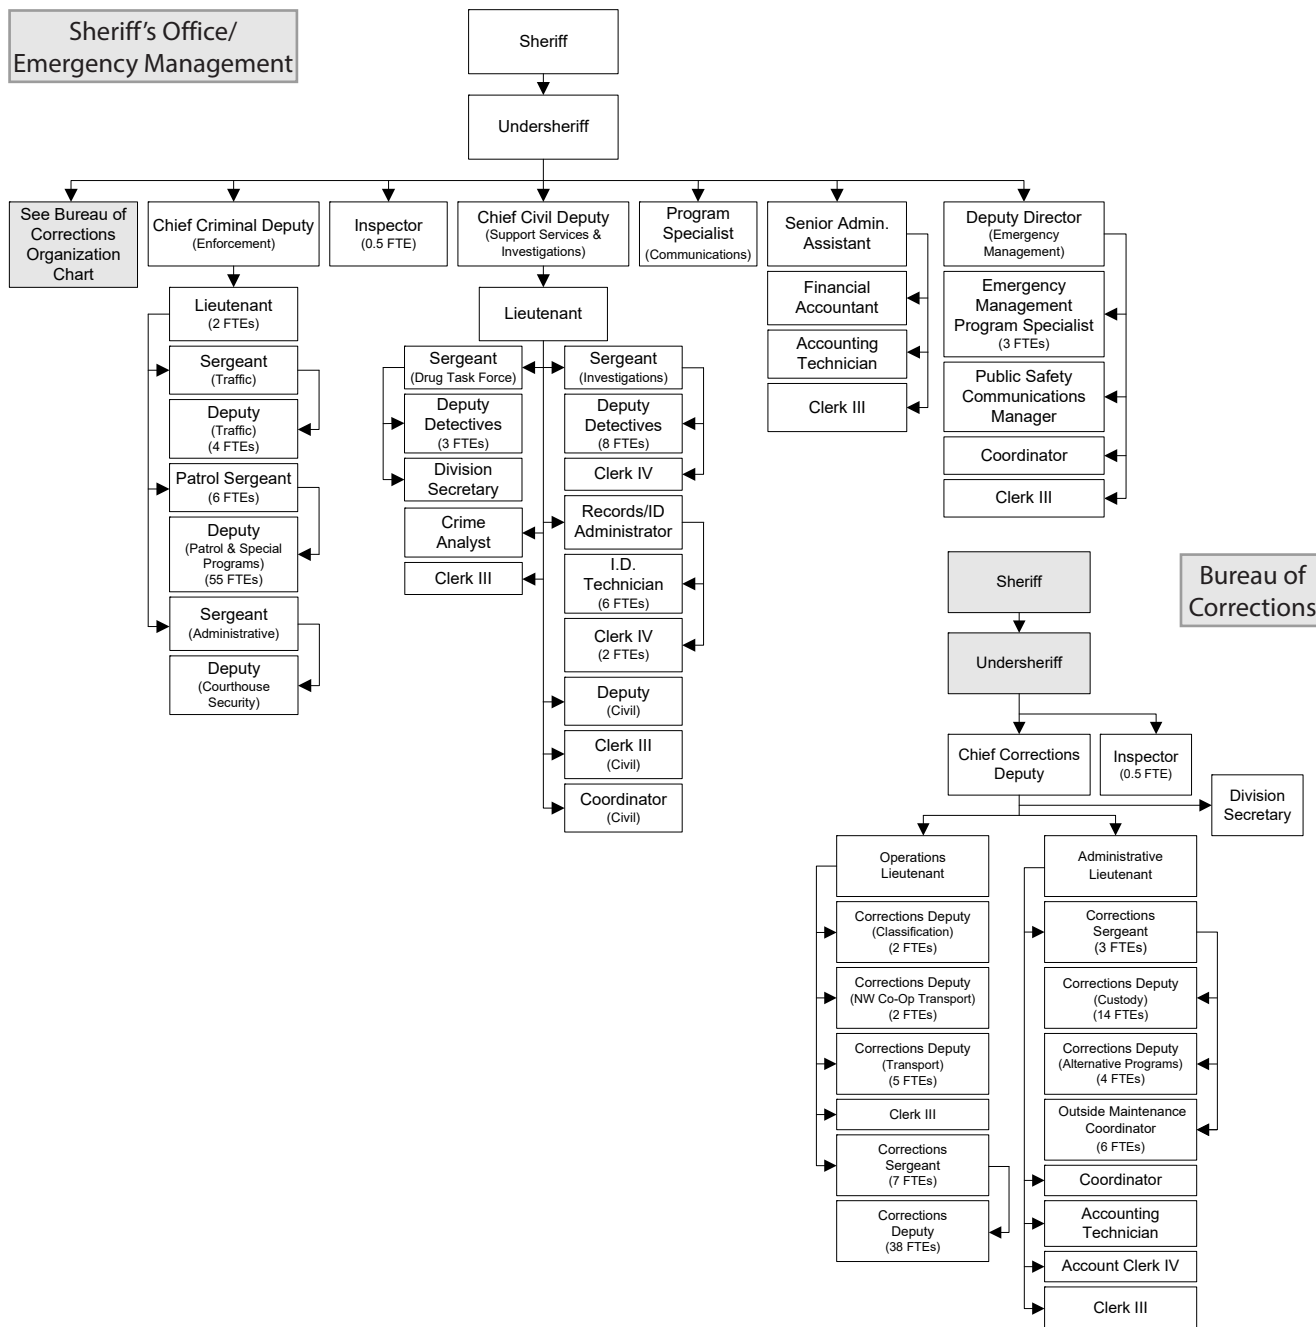 Sheriff’s Office/
Emergency Management
Sheriff
Undersheriff
See Bureau of
Corrections
Organization
Chart
Chief Criminal Deputy
(Enforcement)
Inspector
(0.5 FTE)
Chief Civil Deputy
(Support Services &
Investigations)
Program
Specialist
(Communications)
Senior Admin.
Assistant
Deputy Director
(Emergency
Management)
Lieutenant
(2 FTEs)
Sergeant
(Traffic)
Deputy
(Traffic)
(4 FTEs)
Patrol Sergeant
(6 FTEs)
Deputy
(Patrol & Special
Programs)
(55 FTEs)
Sergeant
(Administrative)
Deputy
(Courthouse
Security)
Lieutenant
Sergeant
(Drug Task Force)
Deputy
Detectives
(3 FTEs)
Division
Secretary
Crime
Analyst
Clerk III
Sergeant
(Investigations)
Deputy
Detectives
(8 FTEs)
Clerk IV
Records/ID
Administrator
I.D.
Technician
(6 FTEs)
Clerk IV
(2 FTEs)
Deputy
(Civil)
Clerk III
(Civil)
Coordinator
(Civil)
Financial
Accountant
Accounting
Technician
Clerk III
Emergency
Management
Program Specialist
(3 FTEs)
Public Safety
Communications
Manager
Coordinator
Clerk III
Bureau of
Corrections
Sheriff
Undersheriff
Chief Corrections
Deputy
Inspector
(0.5 FTE)
Division
Secretary
Operations
Lieutenant
Corrections Deputy
(Classification)
(2 FTEs)
Corrections Deputy
(NW Co-Op Transport)
(2 FTEs)
Corrections Deputy
(Transport)
(5 FTEs)
Clerk III
Corrections
Sergeant
(7 FTEs)
Corrections
Deputy
(38 FTEs)
Administrative
Lieutenant
Corrections
Sergeant
(3 FTEs)
Corrections Deputy
(Custody)
(14 FTEs)
Corrections Deputy
(Alternative Programs)
(4 FTEs)
Outside Maintenance
Coordinator
(6 FTEs)
Coordinator
Accounting
Technician
Account Clerk IV
Clerk III